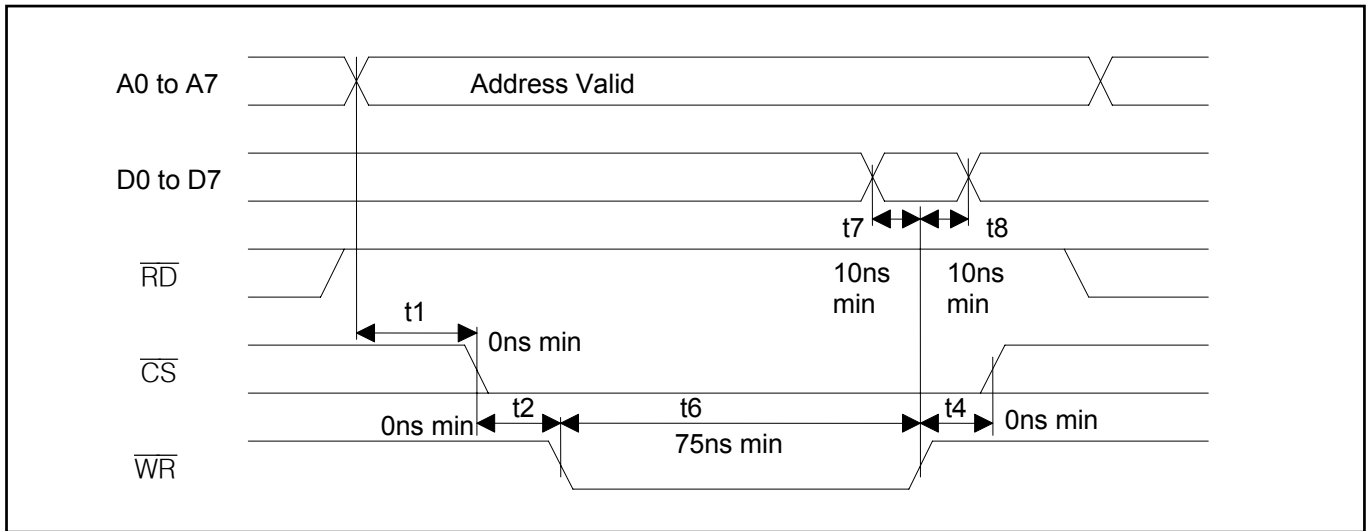 A0 to A7
Address Valid
D0 to D7
t7
t8
RD
10ns
min
10ns
min
t1
0ns min
CS
t2
t6
t4
0ns min
0ns min
75ns min
WR